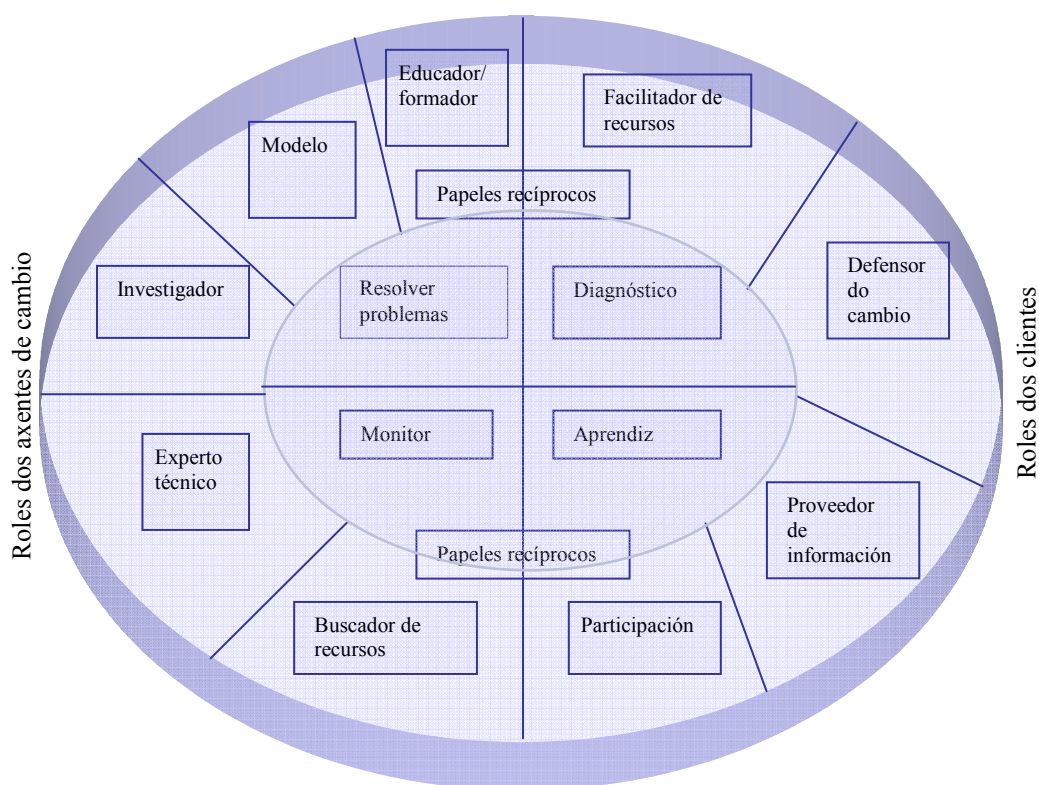 Educador/
formador
Facilitador de
recursos
Modelo
Papeles recíprocos
Defensor
do
cambio
Investigador
Resolver
problemas
Diagnóstico
Roles dos axentes de cambio
Roles dos clientes
Monitor
Aprendiz
Experto
técnico
Proveedor
de
información
Papeles recíprocos
Buscador de
recursos
Participación